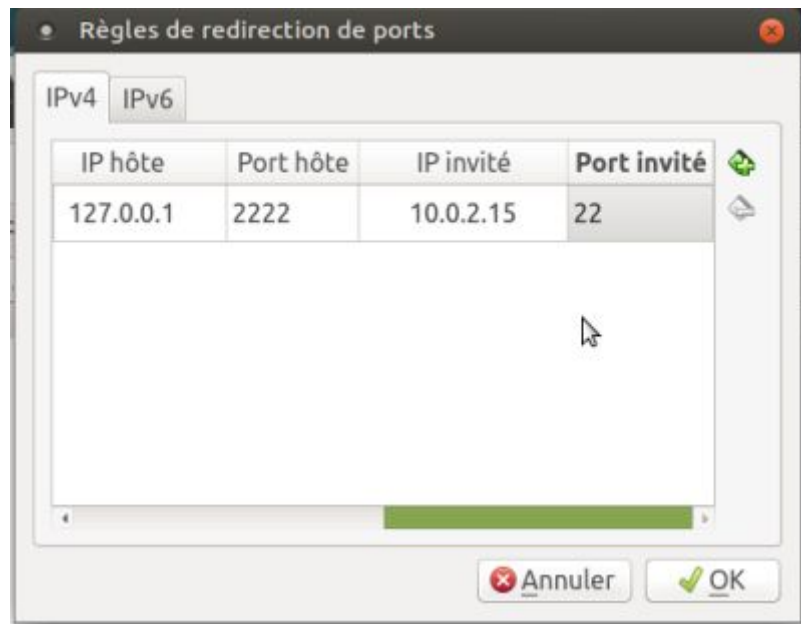 Règles de redirection de ports
IPv4 IPv6
IP hôte Port hôte IP invité Port invité
127.0.0.1 2222 10.0.2.15 22
Annuler OK